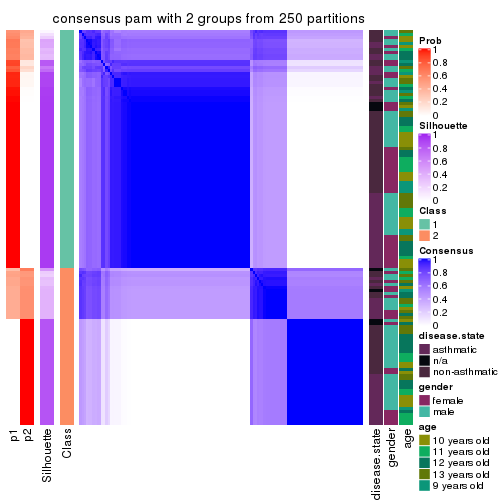 consensus pam with 2 groups from 250 partitions
Prob
1
0.8
0.6
0.4
0.2
0
Silhouette
1
0.8
0.6
0.4
0.2
0
Class
1
2
Consensus
1
0.8
0.6
0.4
0.2
0
disease.state
asthmatic
n/a
non-asthmatic
gender
female
male
age
10 years old
11 years old
12 years old
13 years old
9 years old
p1
p2
Silhouette
Class
disease.state
gender
age